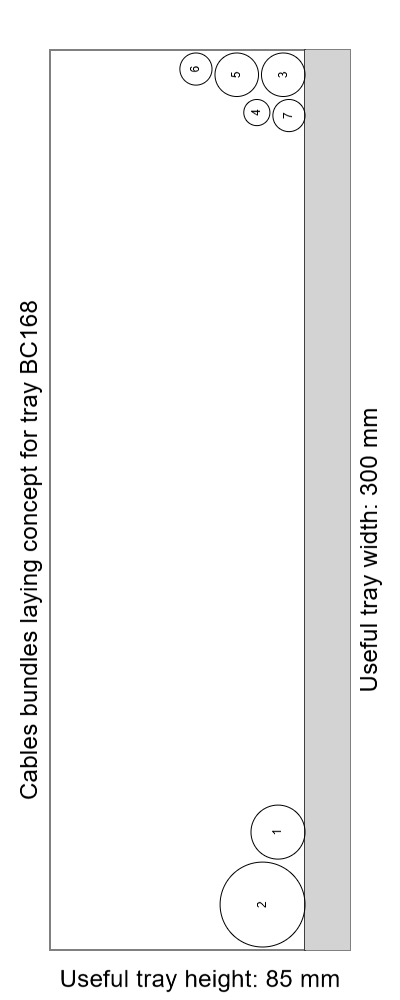 Cables bundles laying concept for tray BC168
6
5
3
4
7
1
2
Useful tray width: 300 mm
Useful tray height: 85 mm